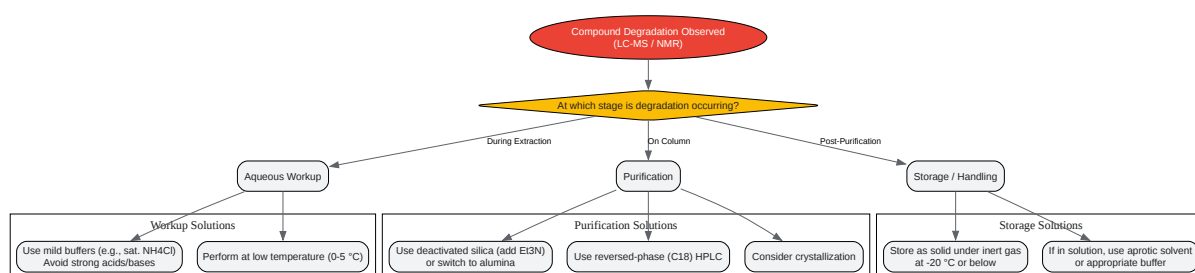 Compound Degradation Observed
(LC-MS / NMR)
At which stage is degradation occurring?
During Extraction
On Column
Post-Purification
Aqueous Workup
Purification
Storage / Handling
Workup Solutions
Purification Solutions
Storage Solutions
Use mild buffers (e.g., sat. NH4Cl)
Avoid strong acids/bases
Perform at low temperature (0-5 °C)
Use deactivated silica (add Et3N)
or switch to alumina
Use reversed-phase (C18) HPLC
Consider crystallization
Store as solid under inert gas
at -20 °C or below
If in solution, use aprotic solvent
or appropriate buffer